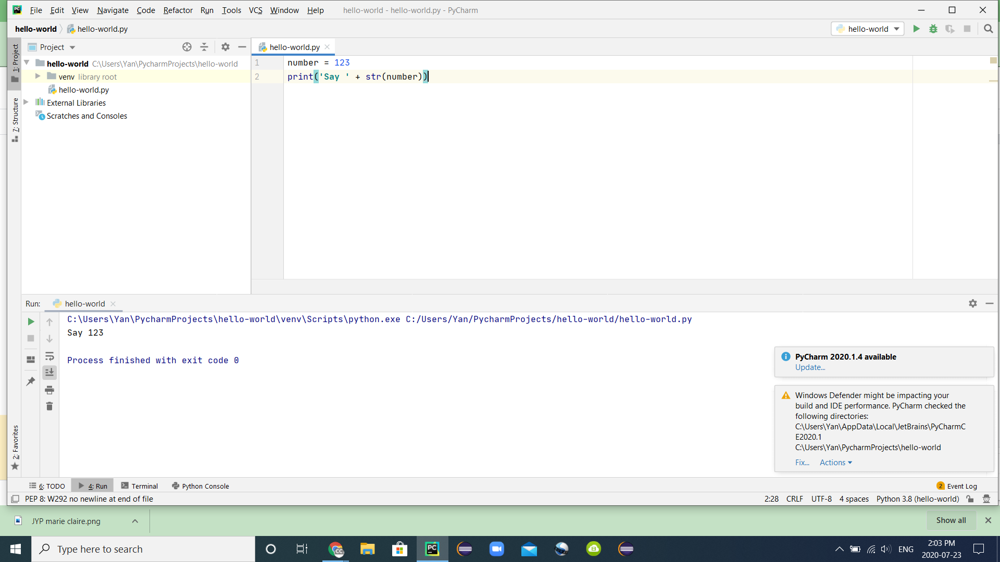 File Edit View Navigate Code Refactor Run Tools VCS Window Help hello-world - hello-world.py - PyCharm
hello-world hello-world.py hello-world
1: Project
Project
hello-world.py
hello-world C:\Users\Yan\PycharmProjects\hello-world
venv library root
hello-world.py
External Libraries
Scratches and Consoles
7: Structure
1 number = 123
2 print('Say ' + str(number))
Run: hello-world
C:\Users\Yan\PycharmProjects\hello-world\venv\Scripts\python.exe C:/Users/Yan/PycharmProjects/hello-world/hello-world.py
Say 123
Process finished with exit code 0
PyCharm 2020.1.4 available
Update...
Windows Defender might be impacting your
build and IDE performance. PyCharm checked the
following directories:
C:\Users\Yan\AppData\Local\JetBrains\PyCharmC
E2020.1
C:\Users\Yan\PycharmProjects\hello-world
Fix... Actions
2: Favorites
6: TODO 4: Run Terminal Python Console 2 Event Log
PEP 8: W292 no newline at end of file 2:28 CRLF UTF-8 4 spaces Python 3.8 (hello-world)
JYP marie claire.png Show all
Type here to search PC CC ENG 2:03 PM
2020-07-23